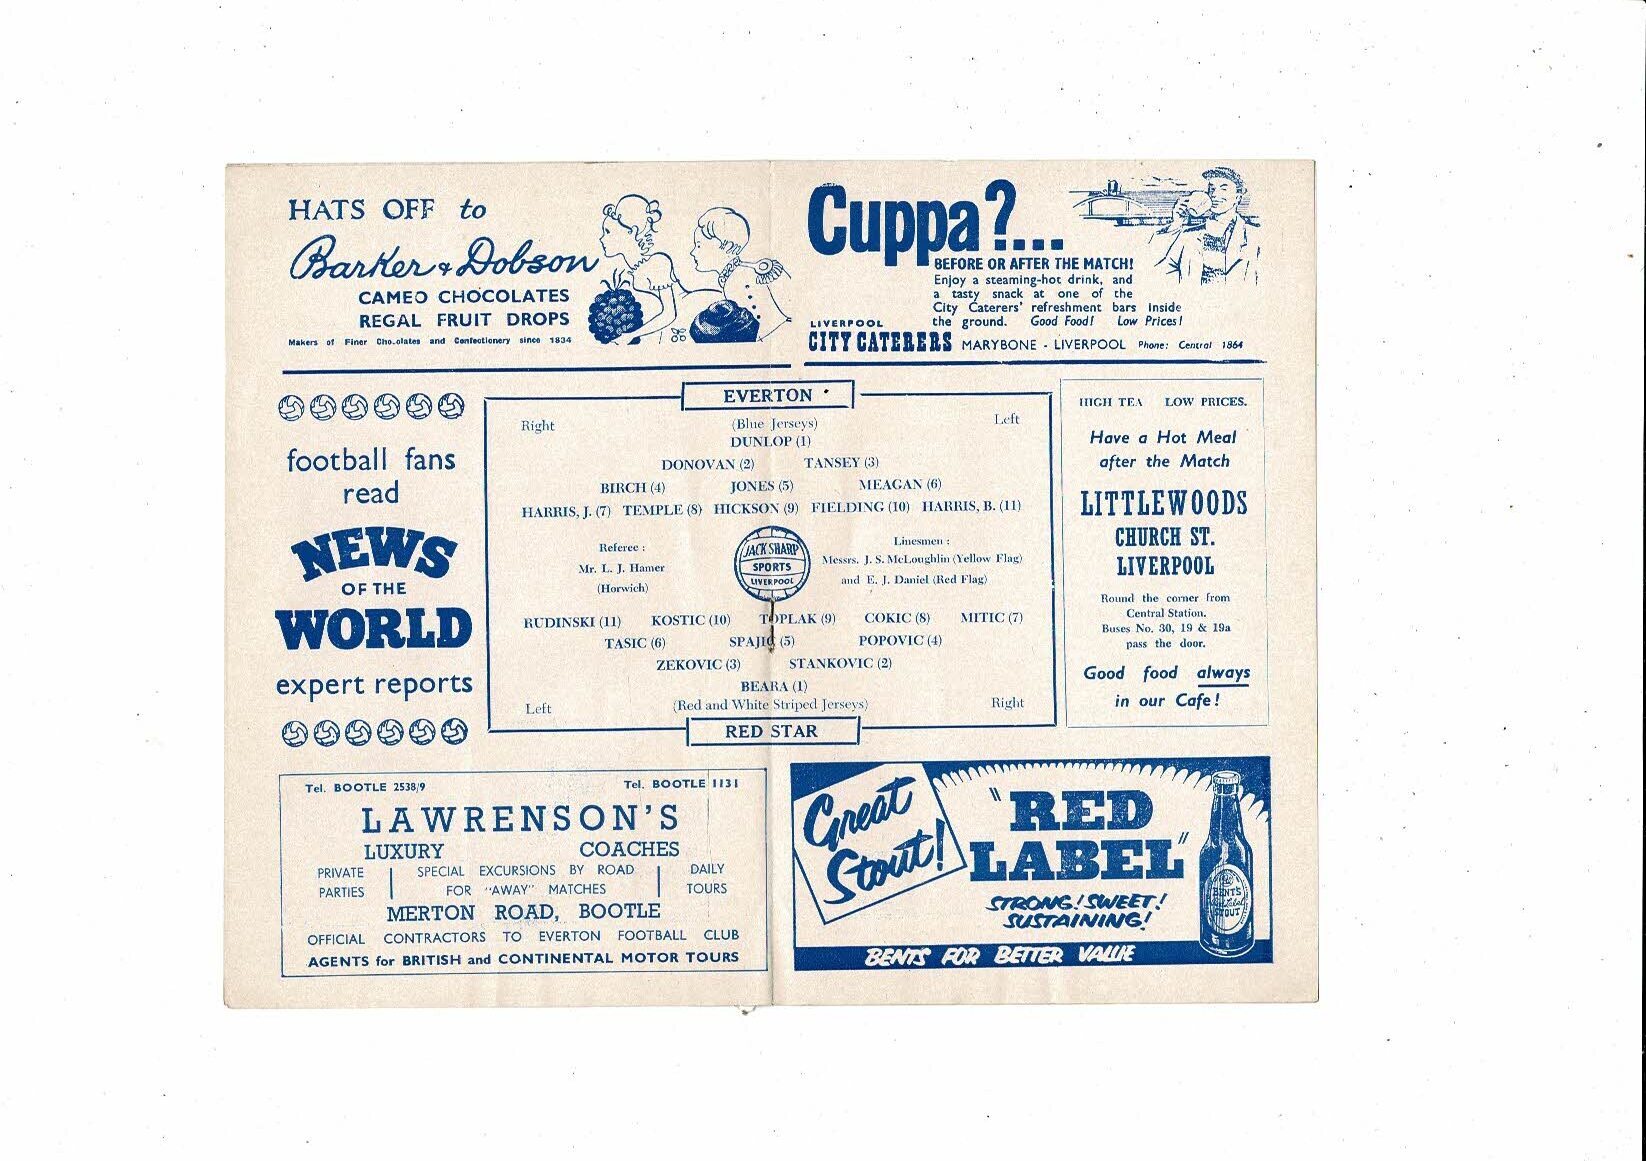 HATS OFF to
Barker & Dobson
CAMEO CHOCOLATES
REGAL FRUIT DROPS
Makers of Finer Chocolates and Confectionery since 1834
Cuppa?...
BEFORE OR AFTER THE MATCH!
Enjoy a steaming-hot drink, and
a tasty snack at one of the
City Caterers' refreshment bars inside
the ground. Good Food! Low Prices!
LIVERPOOL
CITY CATERERS MARYBONE - LIVERPOOL Phone: Central 1864
football fans
read
NEWS
OF THE
WORLD
expert reports
EVERTON
Right (Blue Jerseys) Left
DUNLOP (1)
DONOVAN (2) TANSEY (3)
BIRCH (4) JONES (5) MEAGAN (6)
HARRIS, J. (7) TEMPLE (8) HICKSON (9) FIELDING (10) HARRIS, B. (11)
Referee :
Mr. L. J. Hamer
(Horwich)
JACK SHARP
SPORTS
LIVERPOOL
Linesmen :
Messrs. J. S. McLoughlin (Yellow Flag)
and E. J. Daniel (Red Flag)
RUDINSKI (11) KOSTIC (10) TOPLAK (9) COKIC (8) MITIC (7)
TASIC (6) SPAJIC (5) POPOVIC (4)
ZEKOVIC (3) STANKOVIC (2)
BEARA (1)
Left (Red and White Striped Jerseys) Right
RED STAR
HIGH TEA LOW PRICES.
Have a Hot Meal
after the Match
LITTLEWOODS
CHURCH ST.
LIVERPOOL
Round the corner from
Central Station.
Buses No. 30, 19 & 19a
pass the door.
Good food always
in our Cafe!
Tel. BOOTLE 2538/9 Tel. BOOTLE 1131
LAWRENSON'S
LUXURY COACHES
PRIVATE PARTIES
SPECIAL EXCURSIONS BY ROAD
FOR "AWAY" MATCHES
DAILY TOURS
MERTON ROAD, BOOTLE
OFFICIAL CONTRACTORS TO EVERTON FOOTBALL CLUB
AGENTS for BRITISH and CONTINENTAL MOTOR TOURS
Great
Stout!
"RED
LABEL"
STRONG! SWEET!
SUSTAINING!
BENTS
Red Label
STOUT
BENTS FOR BETTER VALUE